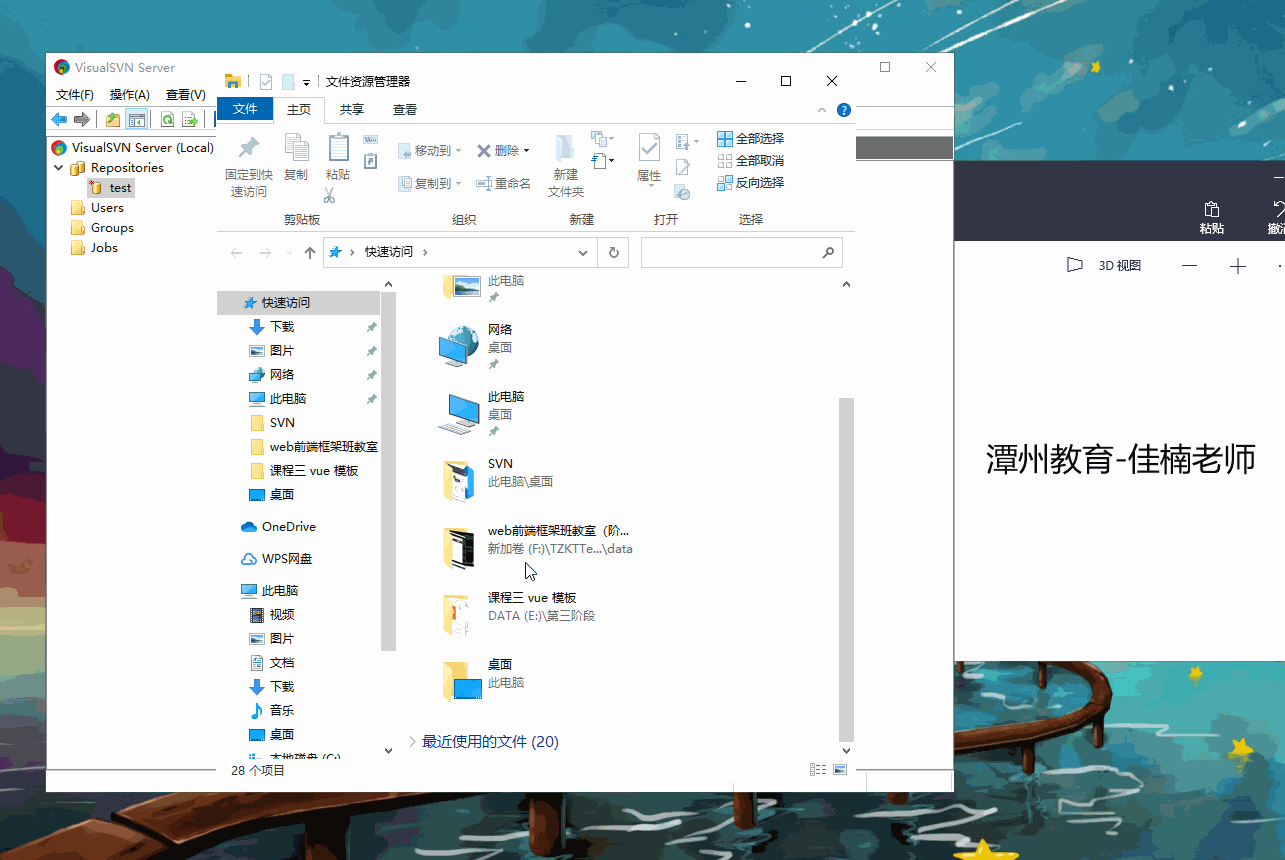 VisualSVN Server
文件(F) 操作(A) 查看(V)
VisualSVN Server (Local)
Repositories
test
Users
Groups
Jobs
文件资源管理器
文件 主页 共享 查看
固定到快速访问
复制
粘贴
剪贴板
移动到
复制到
删除
重命名
组织
新建
文件夹
新建
属性
打开
全部选择
全部取消
反向选择
选择
快速访问
快速访问
下载
图片
网络
此电脑
SVN
web前端框架班教室
课程三 vue 模板
桌面
OneDrive
WPS网盘
此电脑
视频
图片
文档
下载
音乐
桌面
此电脑
网络
桌面
此电脑
桌面
SVN
此电脑\桌面
web前端框架班教室（阶...
新加卷 (F:)\TZKTTe...\data
课程三 vue 模板
DATA (E:)\第三阶段
桌面
此电脑
最近使用的文件 (20)
28 个项目
粘贴
3D 视图
潭州教育-佳楠老师